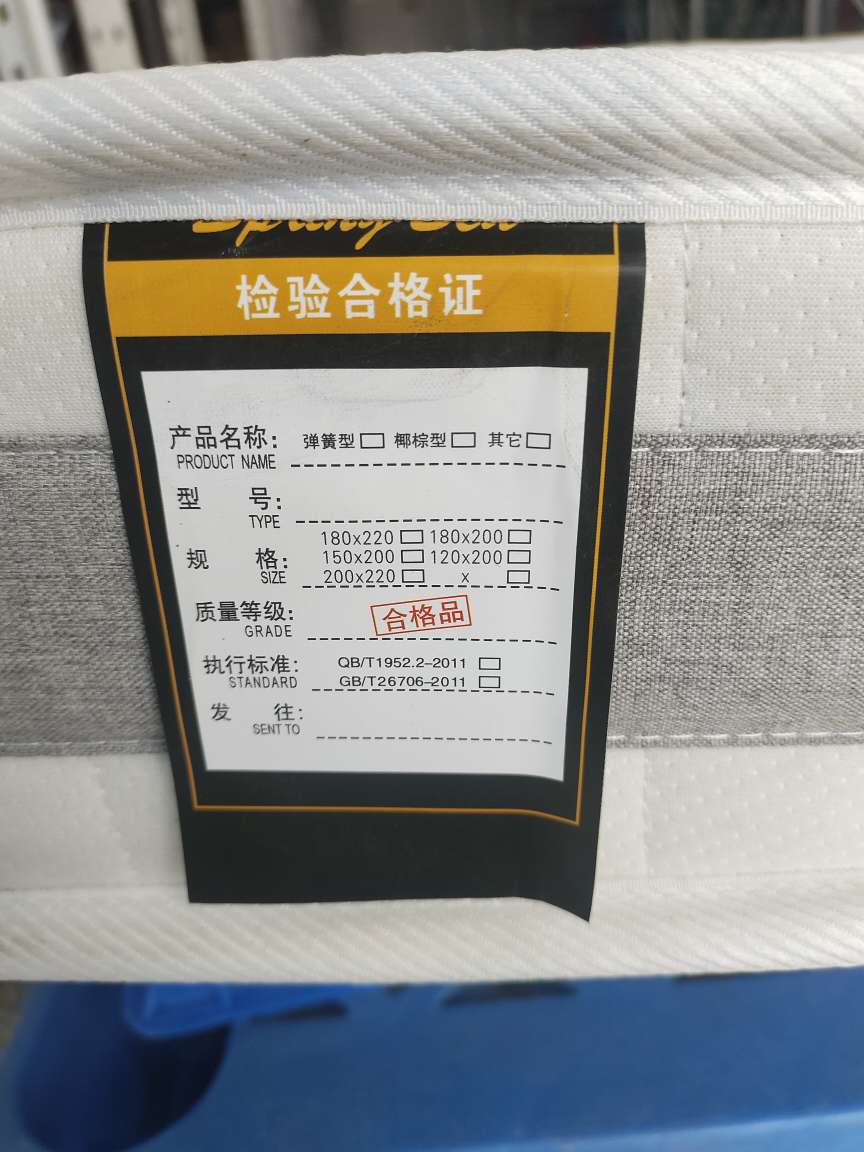 检验合格证
产品名称： 弹簧型□ 椰棕型□ 其它□
PRODUCT NAME
型 号：
TYPE
180x220□ 180x200□
规 格： 150x200□ 120x200□
SIZE 200x220□ x □
质量等级： 合格品
GRADE
执行标准： QB/T1952.2-2011 □
STANDARD GB/T26706-2011 □
发 往：
SENT TO